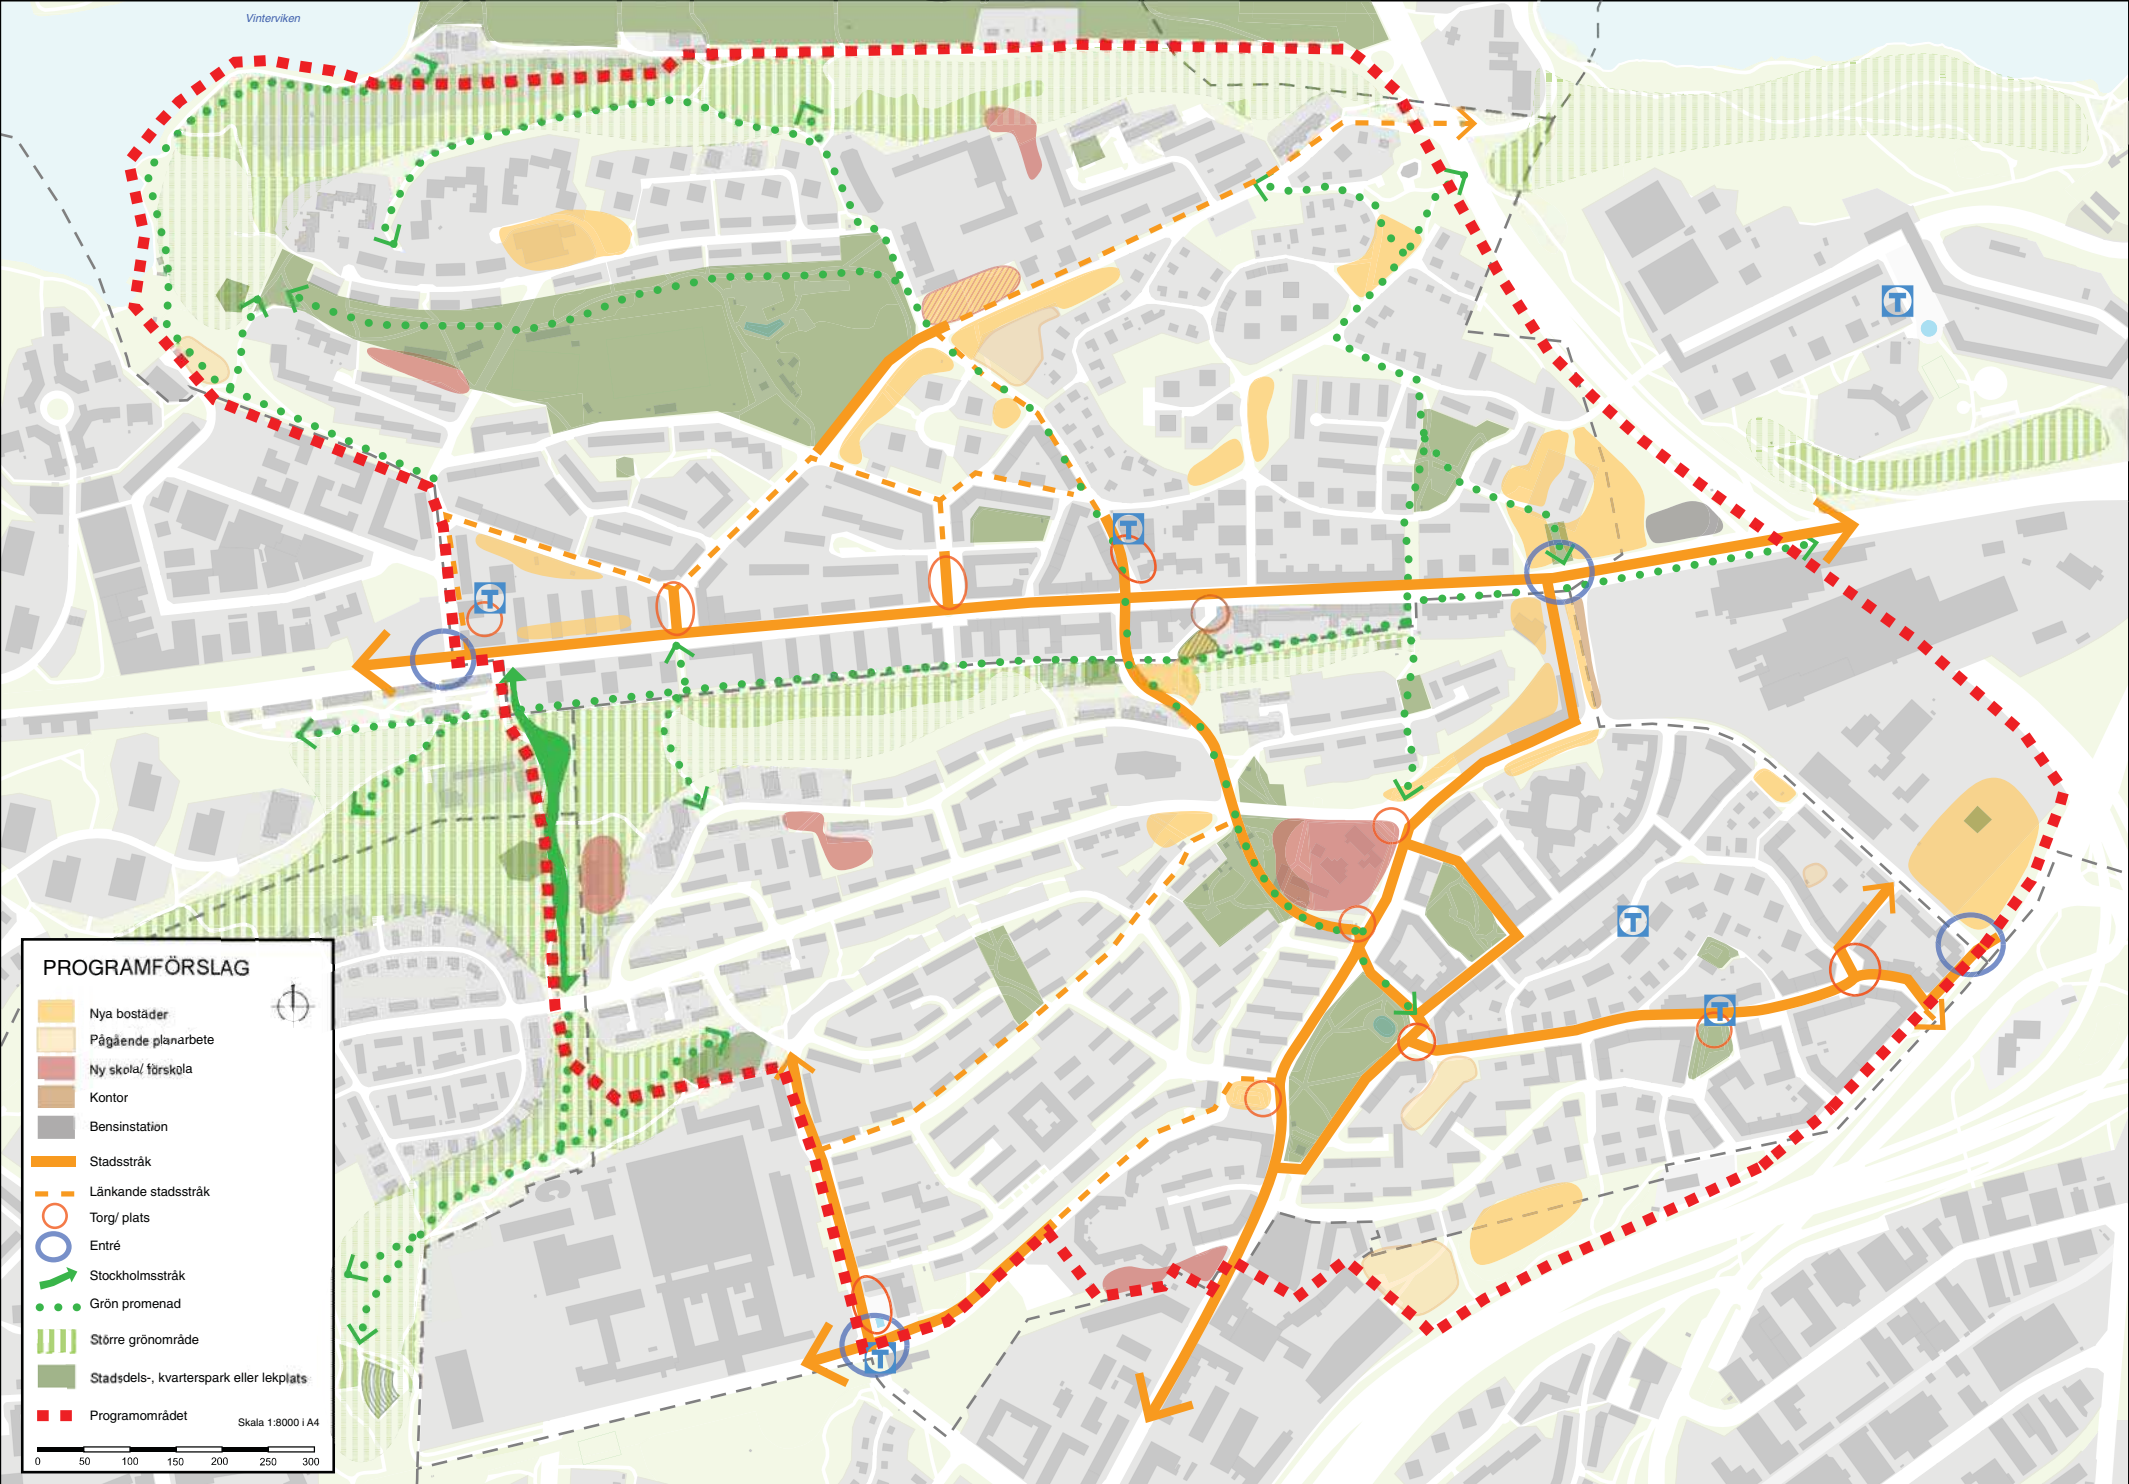 Vinterviken
T
T
T
T
T
T
PROGRAMFÖRSLAG
Nya bostäder
Pågående planarbete
Ny skola/ förskola
Kontor
Bensinstation
Stadsstråk
Länkande stadsstråk
Torg/ plats
Entré
Stockholmsstråk
Grön promenad
Större grönområde
Stadsdels-, kvarterspark eller lekplats
Programområdet
Skala 1:8000 i A4
0 50 100 150 200 250 300